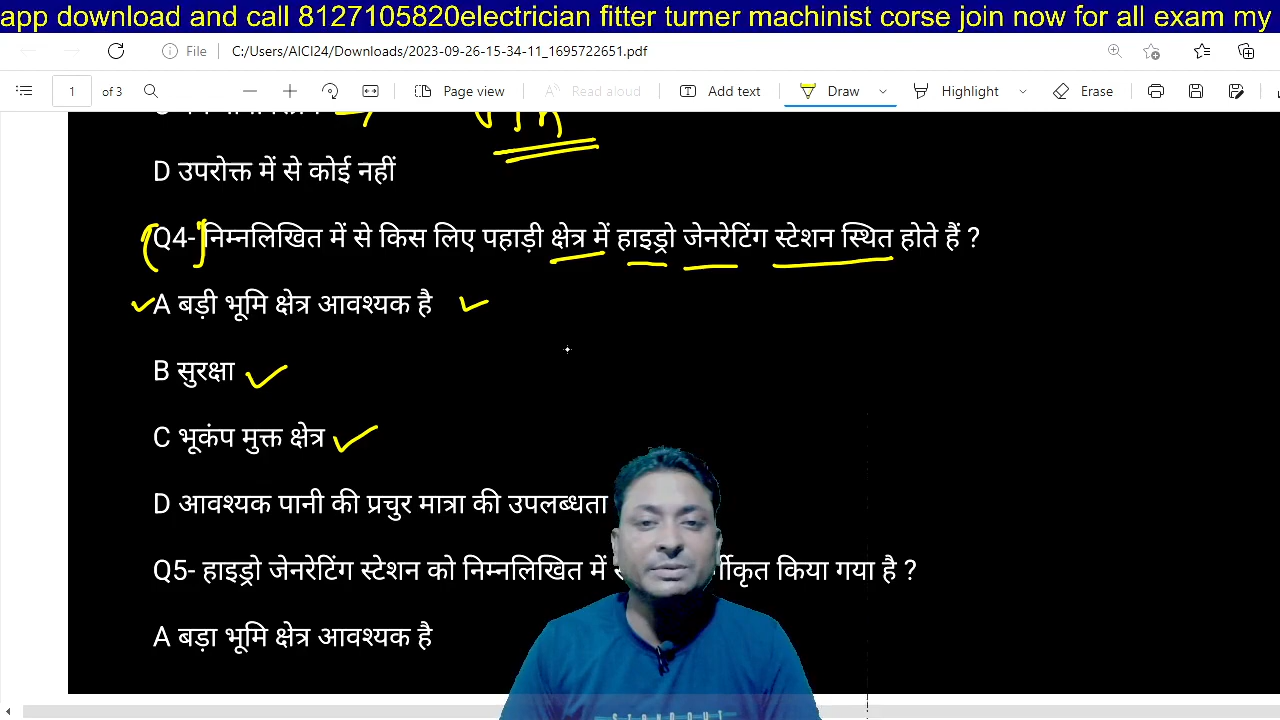 app download and call 8127105820electrician fitter turner machinist corse join now for all exam my
File C:/Users/AICI24/Downloads/2023-09-26-15-34-11_1695722651.pdf
1 of 3 Page view Read aloud Add text Draw Highlight Erase
D उपरोक्त में से कोई नहीं
Q4- निम्नलिखित में से किस लिए पहाड़ी क्षेत्र में हाइड्रो जेनरेटिंग स्टेशन स्थित होते हैं ?
A बड़ी भूमि क्षेत्र आवश्यक है
B सुरक्षा
C भूकंप मुक्त क्षेत्र
D आवश्यक पानी की प्रचुर मात्रा की उपलब्धता
Q5- हाइड्रो जेनरेटिंग स्टेशन को निम्नलिखित में किया गया है ?
A बड़ा भूमि क्षेत्र आवश्यक है
STANDOUT